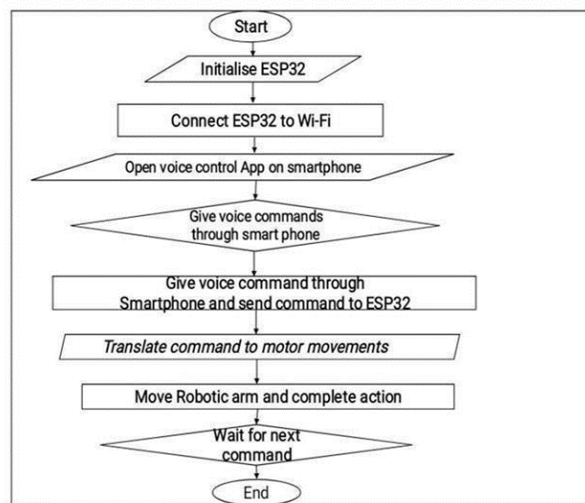 Start
Initialise ESP32
Connect ESP32 to Wi-Fi
Open voice control App on smartphone
Give voice commands
through smart phone
Give voice command through
Smartphone and send command to ESP32
Translate command to motor movements
Move Robotic arm and complete action
Wait for next
command
End